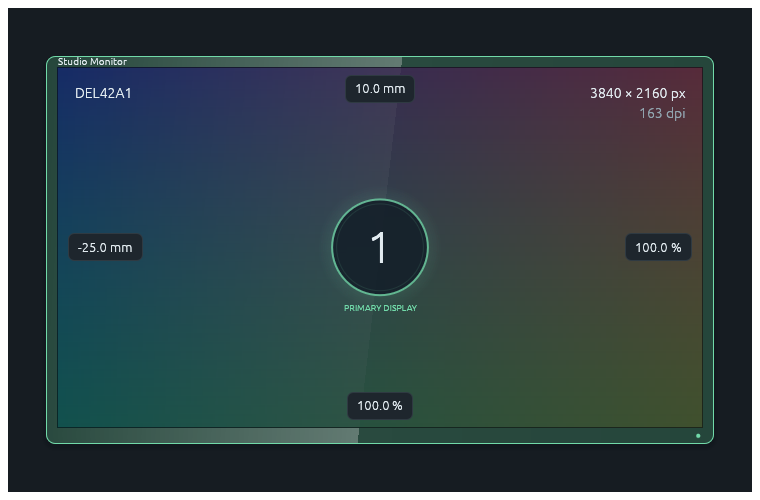 Studio Monitor
DEL42A1
10.0 mm
3840 × 2160 px
163 dpi
-25.0 mm
1
100.0 %
PRIMARY DISPLAY
100.0 %